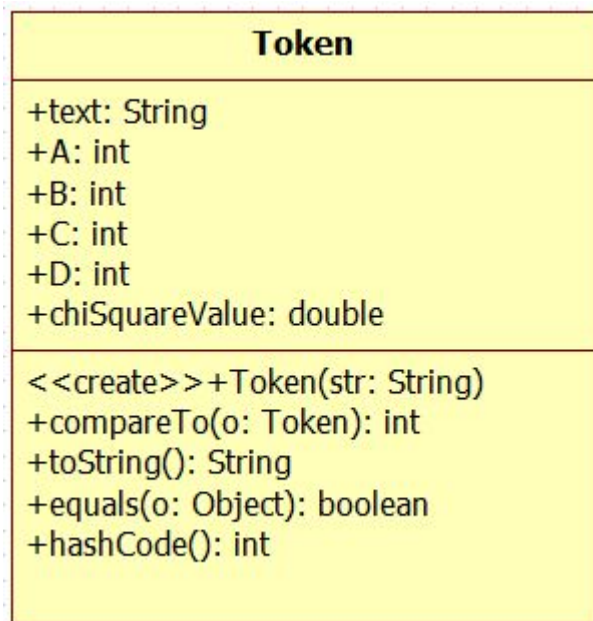 Token
+text: String
+A: int
+B: int
+C: int
+D: int
+chiSquareValue: double
<<create>>+Token(str: String)
+compareTo(o: Token): int
+toString(): String
+equals(o: Object): boolean
+hashCode(): int